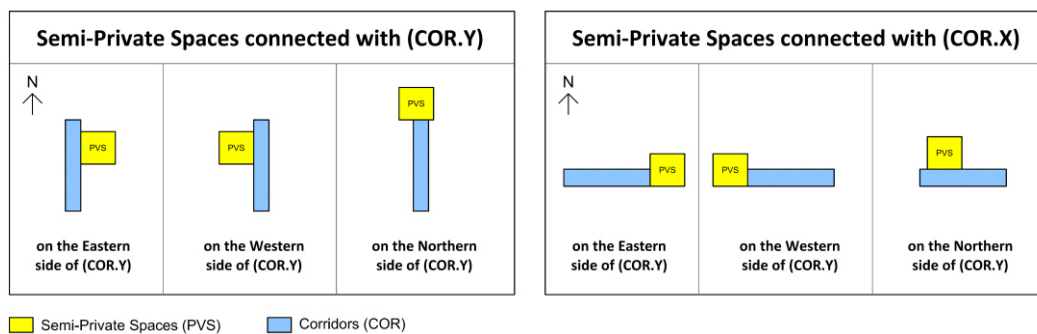 Semi-Private Spaces connected with (COR.Y)
N
PVS
on the Eastern
side of (COR.Y)
PVS
on the Western
side of (COR.Y)
PVS
on the Northern
side of (COR.Y)
Semi-Private Spaces connected with (COR.X)
N
PVS
on the Eastern
side of (COR.Y)
PVS
on the Western
side of (COR.Y)
PVS
on the Northern
side of (COR.Y)
Semi-Private Spaces (PVS)
Corridors (COR)